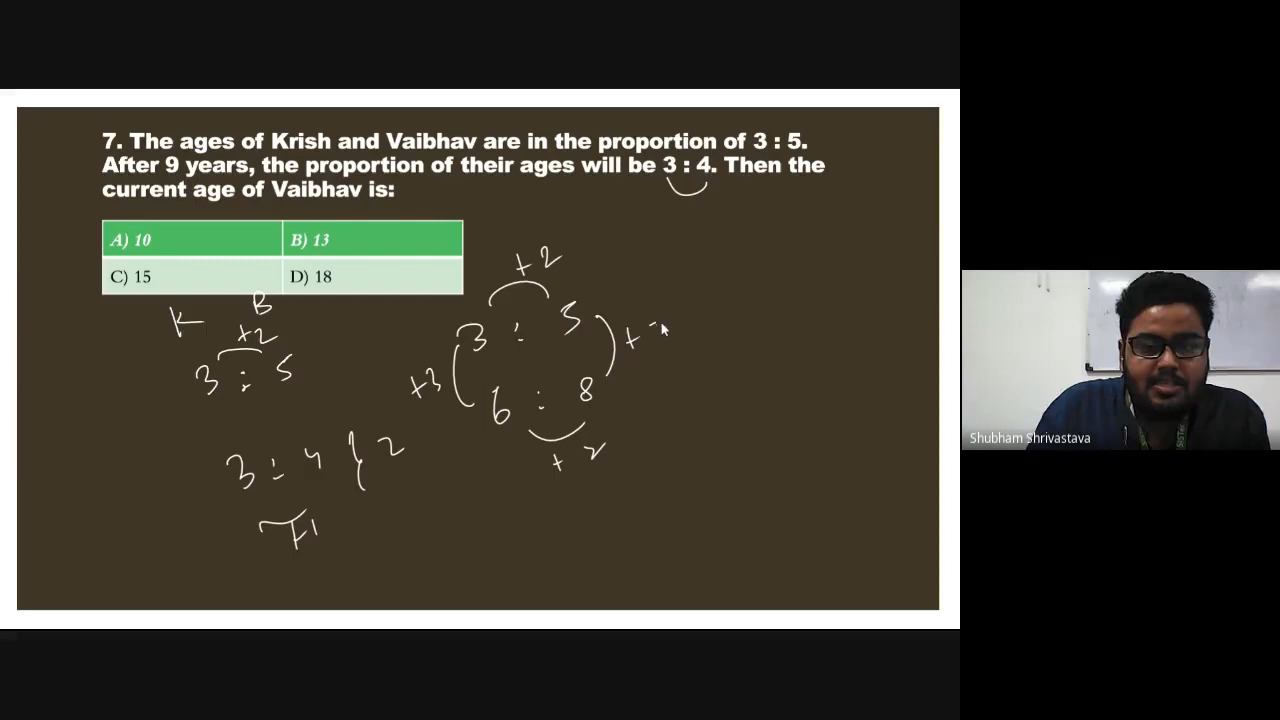 7. The ages of Krish and Vaibhav are in the proportion of 3 : 5.
After 9 years, the proportion of their ages will be 3 : 4. Then the
current age of Vaibhav is:
A) 10 B) 13
C) 15 D) 18
K B
+2
3 : 5
3 : 4 } 2
+1
+2
3 : 5
+3 +
6 : 8
+ 2
Shubham Shrivastava